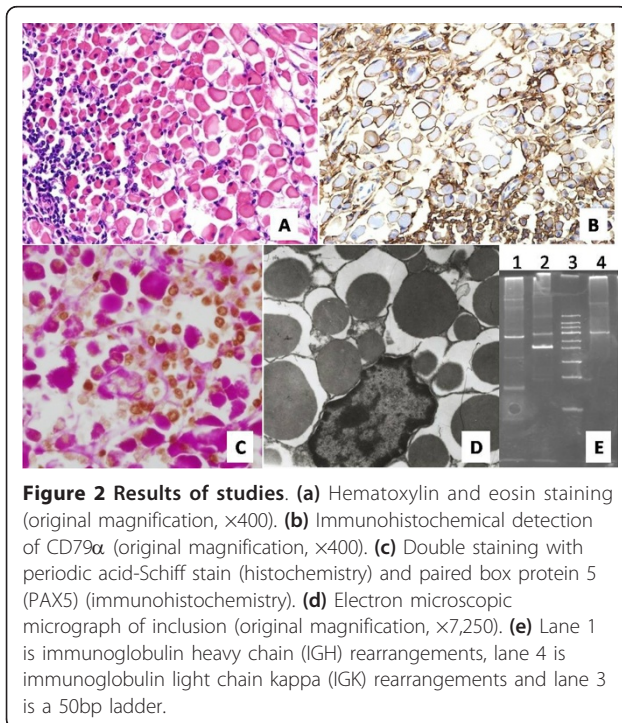 A
B
C
D
1 2 3 4
E
Figure 2 Results of studies. (a) Hematoxylin and eosin staining
(original magnification, ×400). (b) Immunohistochemical detection
of CD79α (original magnification, ×400). (c) Double staining with
periodic acid-Schiff stain (histochemistry) and paired box protein 5
(PAX5) (immunohistochemistry). (d) Electron microscopic
micrograph of inclusion (original magnification, ×7,250). (e) Lane 1
is immunoglobulin heavy chain (IGH) rearrangements, lane 4 is
immunoglobulin light chain kappa (IGK) rearrangements and lane 3
is a 50bp ladder.